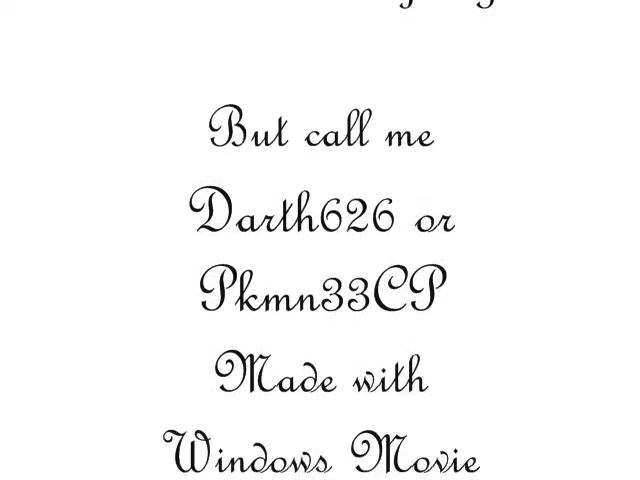 But call me
Darth626 or
Pkmn33CP
Made with
Windows Movie